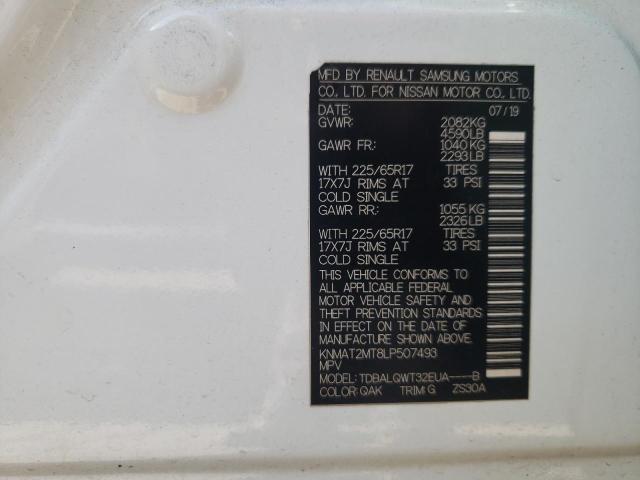 MFD BY RENAULT SAMSUNG MOTORS
CO., LTD. FOR NISSAN MOTOR CO., LTD.
DATE: 07/19
GVWR: 2082KG
4590LB
GAWR FR: 1040 KG
2293LB
WITH 225/65R17 TIRES
17X7J RIMS AT 33 PSI
COLD SINGLE
GAWR RR: 1055 KG
2326LB
WITH 225/65R17 TIRES
17X7J RIMS AT 33 PSI
COLD SINGLE
THIS VEHICLE CONFORMS TO
ALL APPLICABLE FEDERAL
MOTOR VEHICLE SAFETY AND
THEFT PREVENTION STANDARDS
IN EFFECT ON THE DATE OF
MANUFACTURE SHOWN ABOVE.
KNMAT2MT8LP507493
MPV
MODEL: TDBALQWT32EUA----B
COLOR: QAK TRIM: G ZS30A